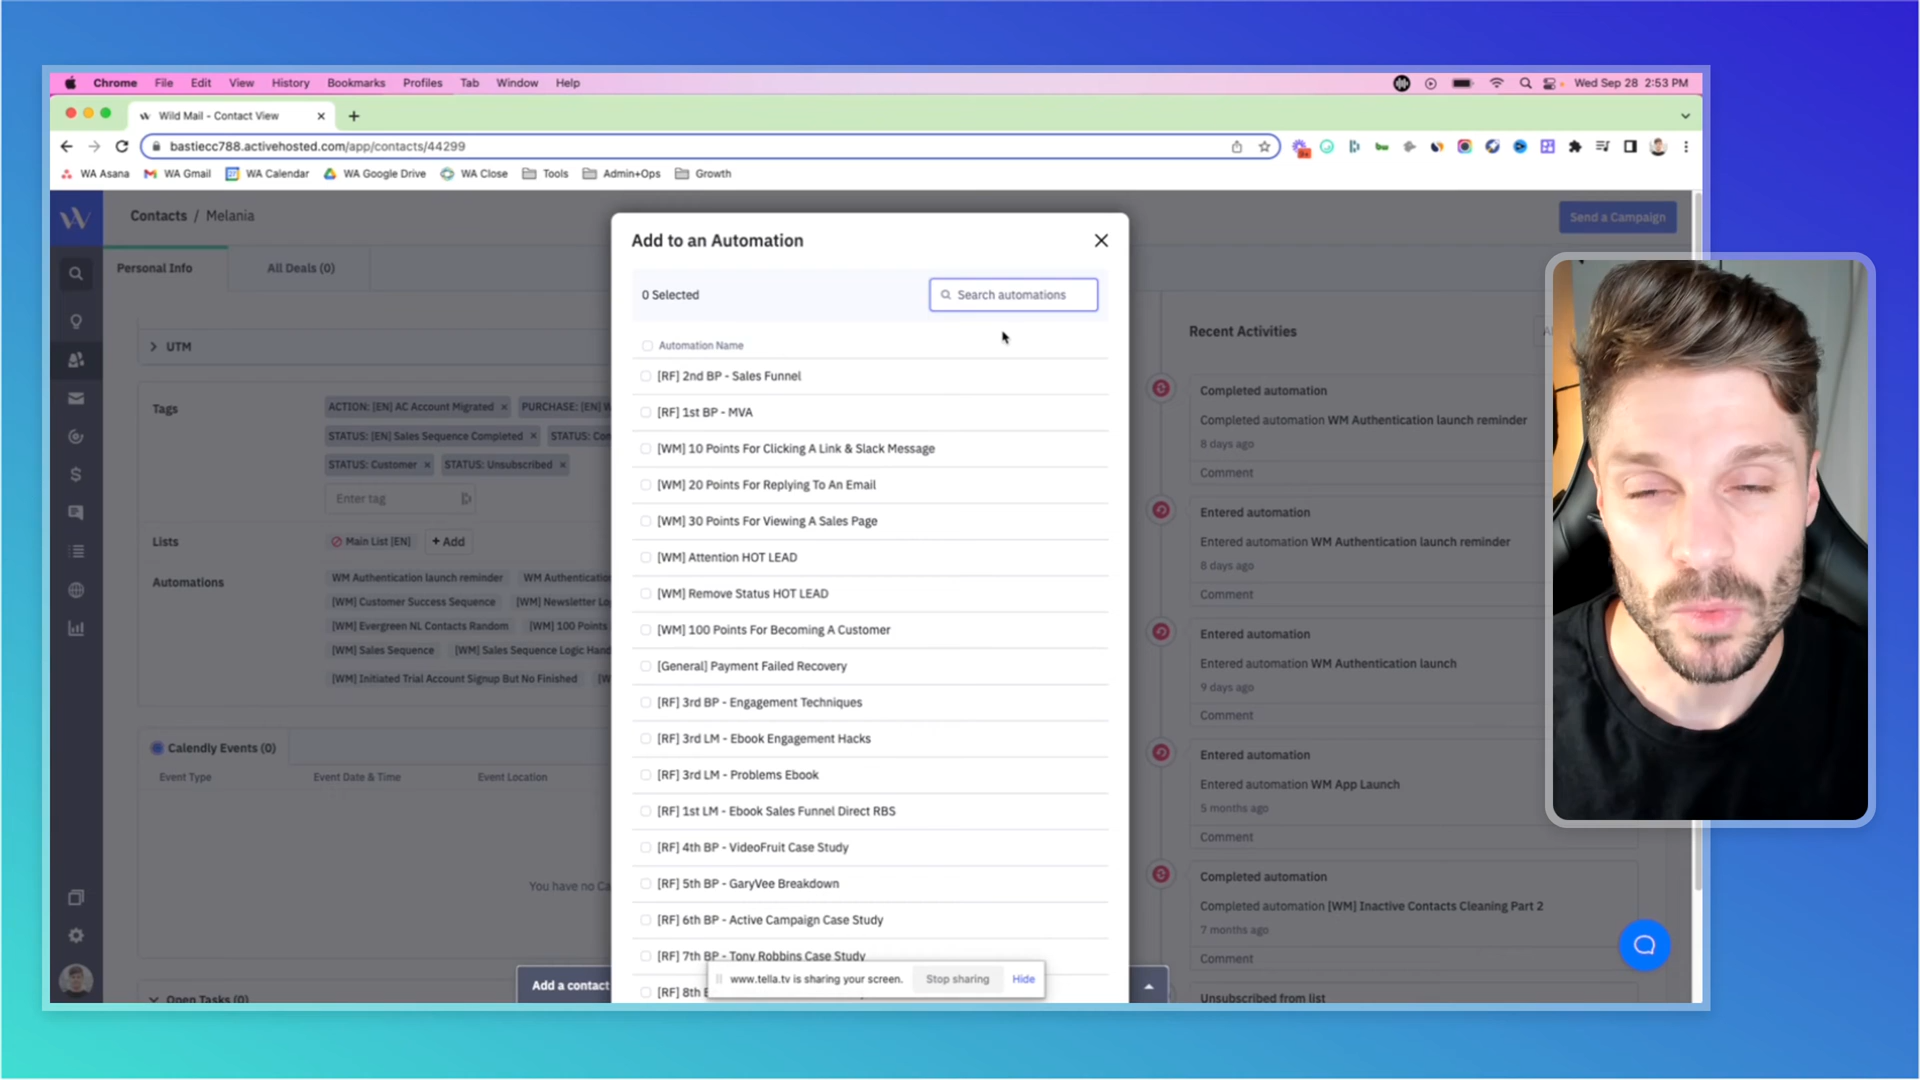 Chrome File Edit View History Bookmarks Profiles Tab Window Help Wed Sep 28 2:53 PM
Wild Mail - Contact View
bastiecc788.activehosted.com/app/contacts/44299
WA Asana WA Gmail WA Calendar WA Google Drive WA Close Tools Admin+Ops Growth
Contacts / Melania
Send a Campaign
Personal Info
All Deals (0)
UTM
Tags
ACTION: [EN] AC Account Migrated × PURCHASE: [EN]
STATUS: [EN] Sales Sequence Completed ×
STATUS: Customer × STATUS: Unsubscribed ×
Enter tag
Lists
Main List [EN] + Add
Automations
WM Authentication launch reminder
[WM] Customer Success Sequence
[WM] Evergreen NL Contacts Random [WM] 100 Points
[WM] Sales Sequence [WM] Sales Sequence Logic
[WM] Initiated Trial Account Signup But No Finished
Calendly Events (0)
Event Type Event Date & Time Event Location
You have no
Open Tasks (0)
Add a contact
Add to an Automation
0 Selected
Search automations
Automation Name
[RF] 2nd BP - Sales Funnel
[RF] 1st BP - MVA
[WM] 10 Points For Clicking A Link & Slack Message
[WM] 20 Points For Replying To An Email
[WM] 30 Points For Viewing A Sales Page
[WM] Attention HOT LEAD
[WM] Remove Status HOT LEAD
[WM] 100 Points For Becoming A Customer
[General] Payment Failed Recovery
[RF] 3rd BP - Engagement Techniques
[RF] 3rd LM - Ebook Engagement Hacks
[RF] 3rd LM - Problems Ebook
[RF] 1st LM - Ebook Sales Funnel Direct RBS
[RF] 4th BP - VideoFruit Case Study
[RF] 5th BP - GaryVee Breakdown
[RF] 6th BP - Active Campaign Case Study
[RF] 7th BP - Tony Robbins Case Study
[RF] 8th
www.tella.tv is sharing your screen. Stop sharing Hide
Recent Activities
Completed automation
Completed automation WM Authentication launch reminder
8 days ago
Comment
Entered automation
Entered automation WM Authentication launch reminder
8 days ago
Comment
Entered automation
Entered automation WM Authentication launch
9 days ago
Comment
Entered automation
Entered automation WM App Launch
5 months ago
Comment
Completed automation
Completed automation [WM] Inactive Contacts Cleaning Part 2
7 months ago
Comment
Unsubscribed from list